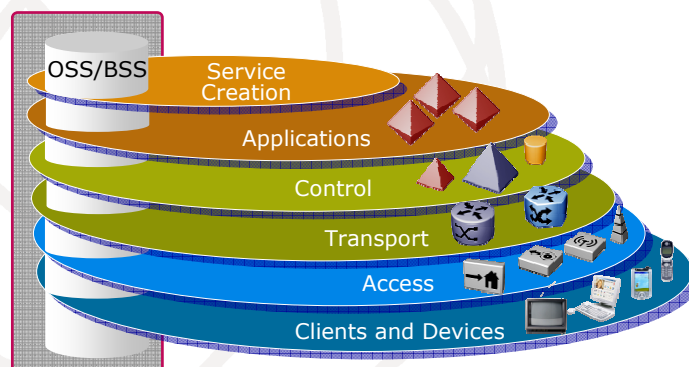 OSS/BSS
Service
Creation
Applications
Control
Transport
Access
Clients and Devices